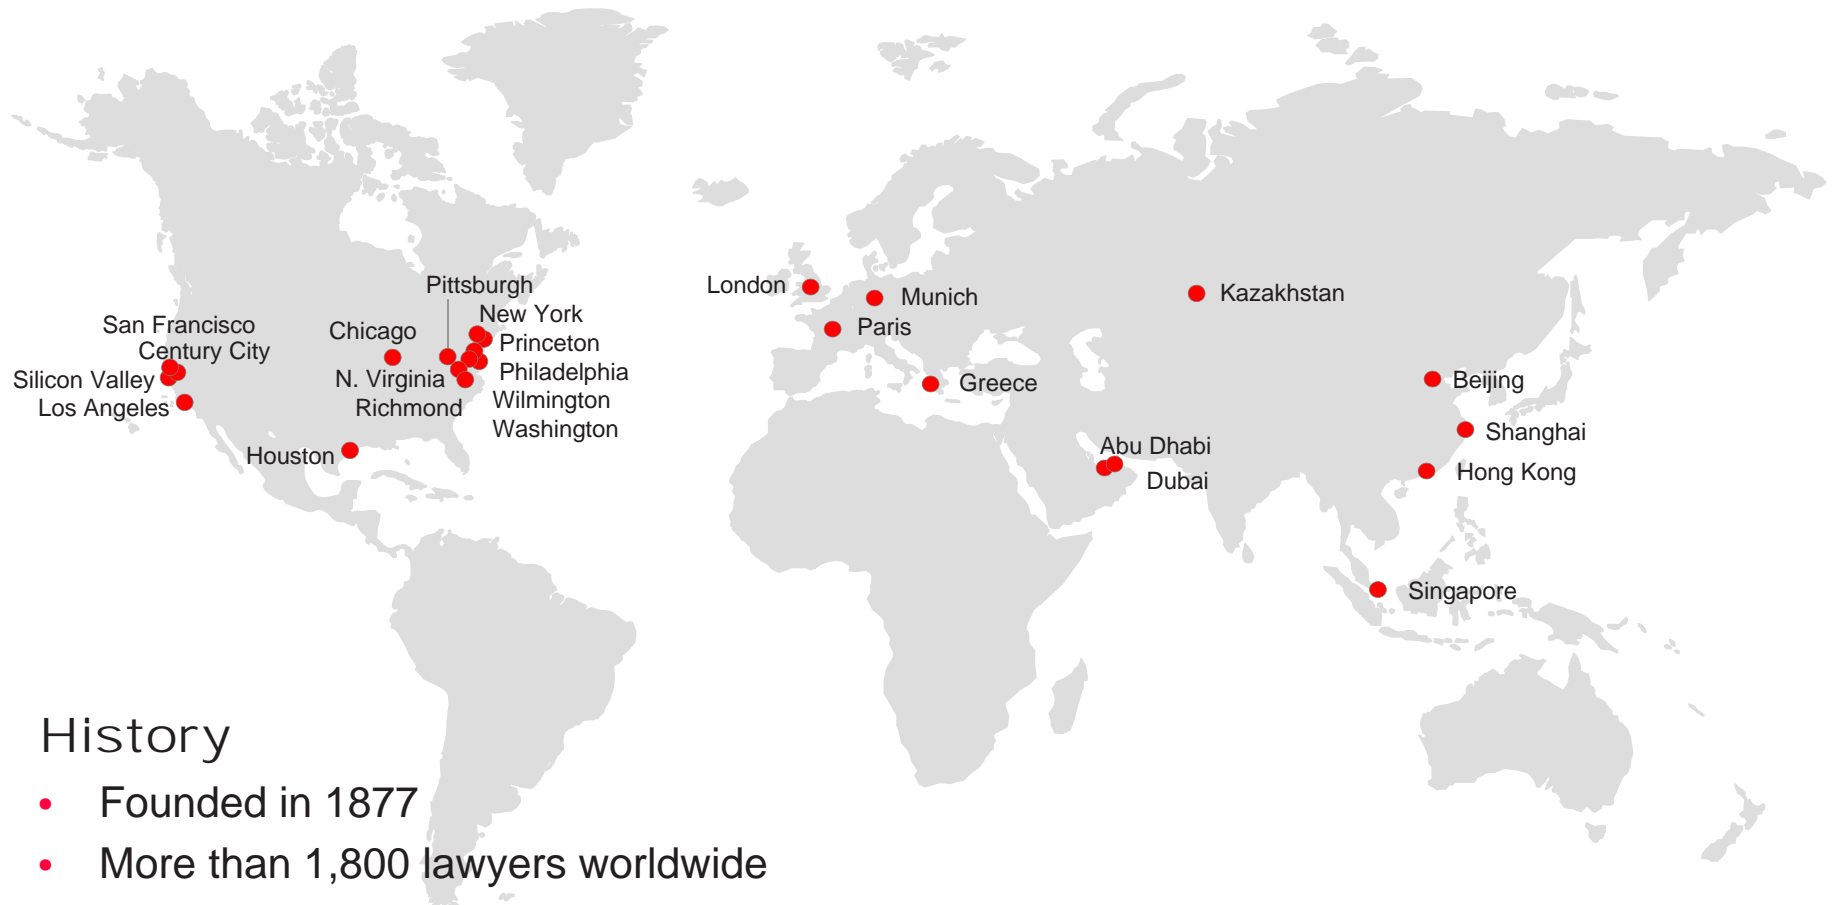 Pittsburgh
New York
San Francisco
Chicago
Princeton
Century City
Philadelphia
Silicon Valley
N. Virginia
Los Angeles
Richmond
Wilmington
Washington
Houston
London
Munich
Paris
Greece
Kazakhstan
Abu Dhabi
Dubai
Beijing
Shanghai
Hong Kong
Singapore
History
• Founded in 1877
• More than 1,800 lawyers worldwide